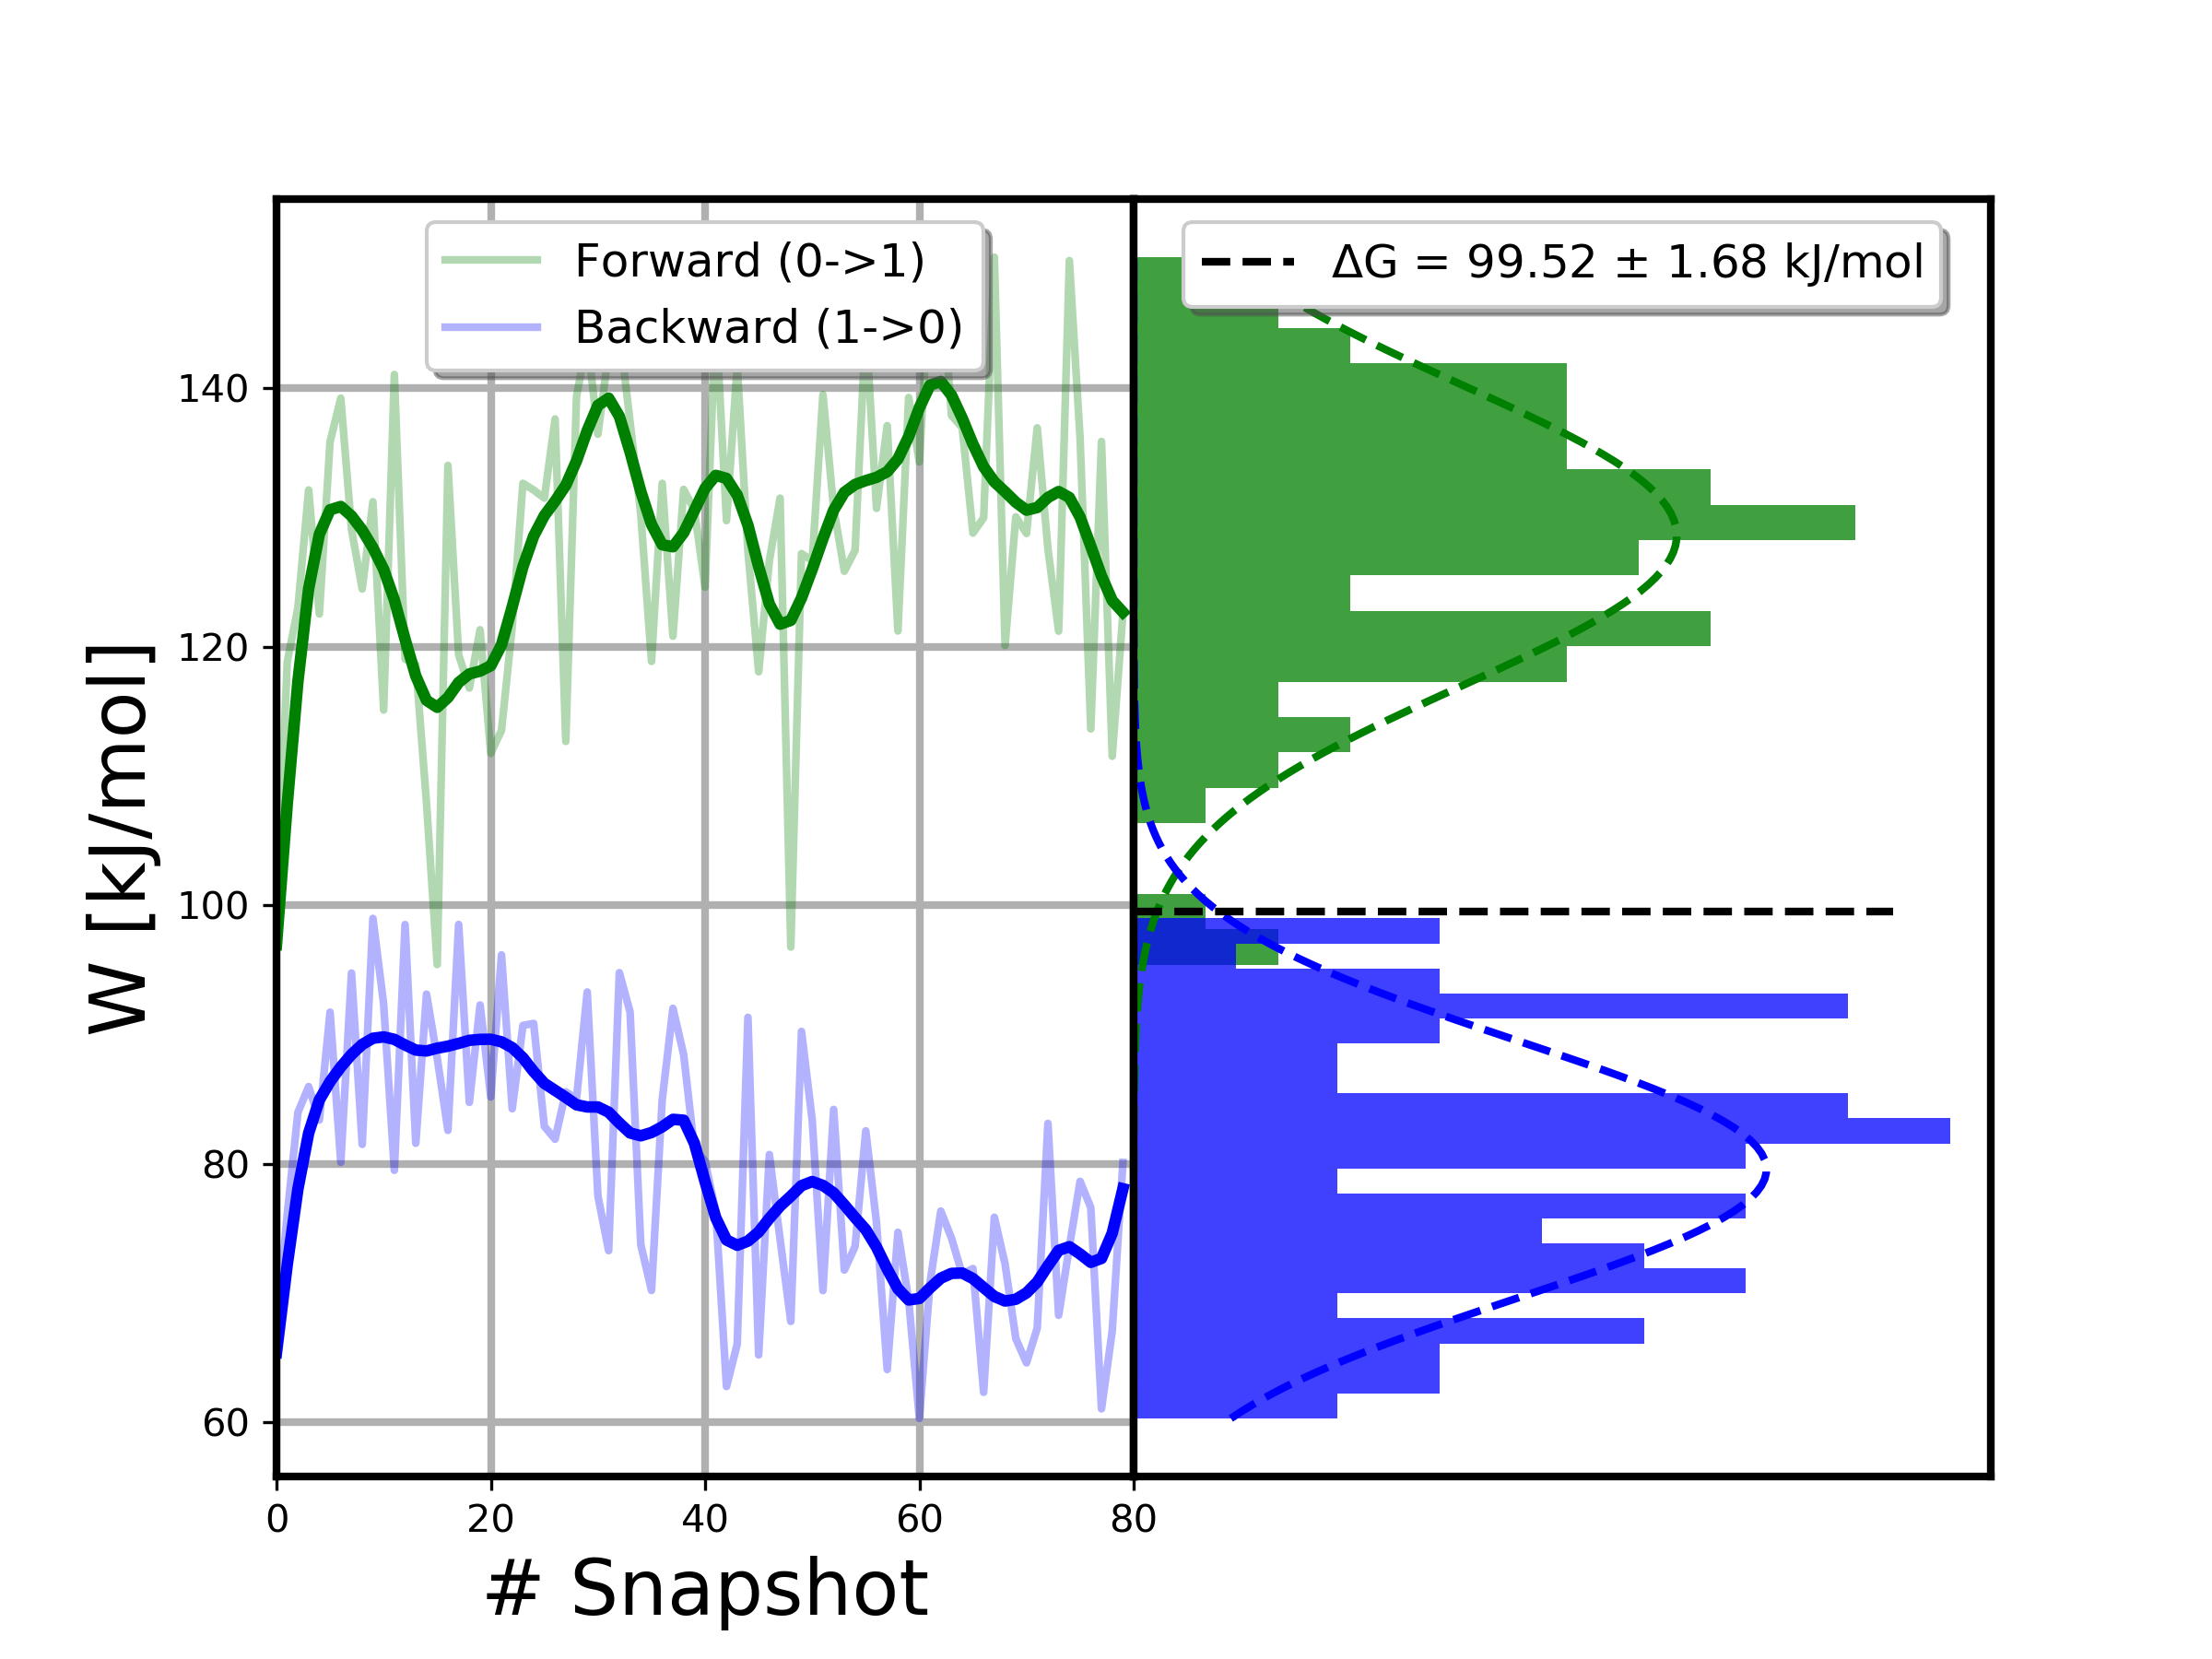 Forward (0->1)
Backward (1->0)
ΔG = 99.52 ± 1.68 kJ/mol
W [kJ/mol]
140
120
100
80
60
0 20 40 60 80
# Snapshot